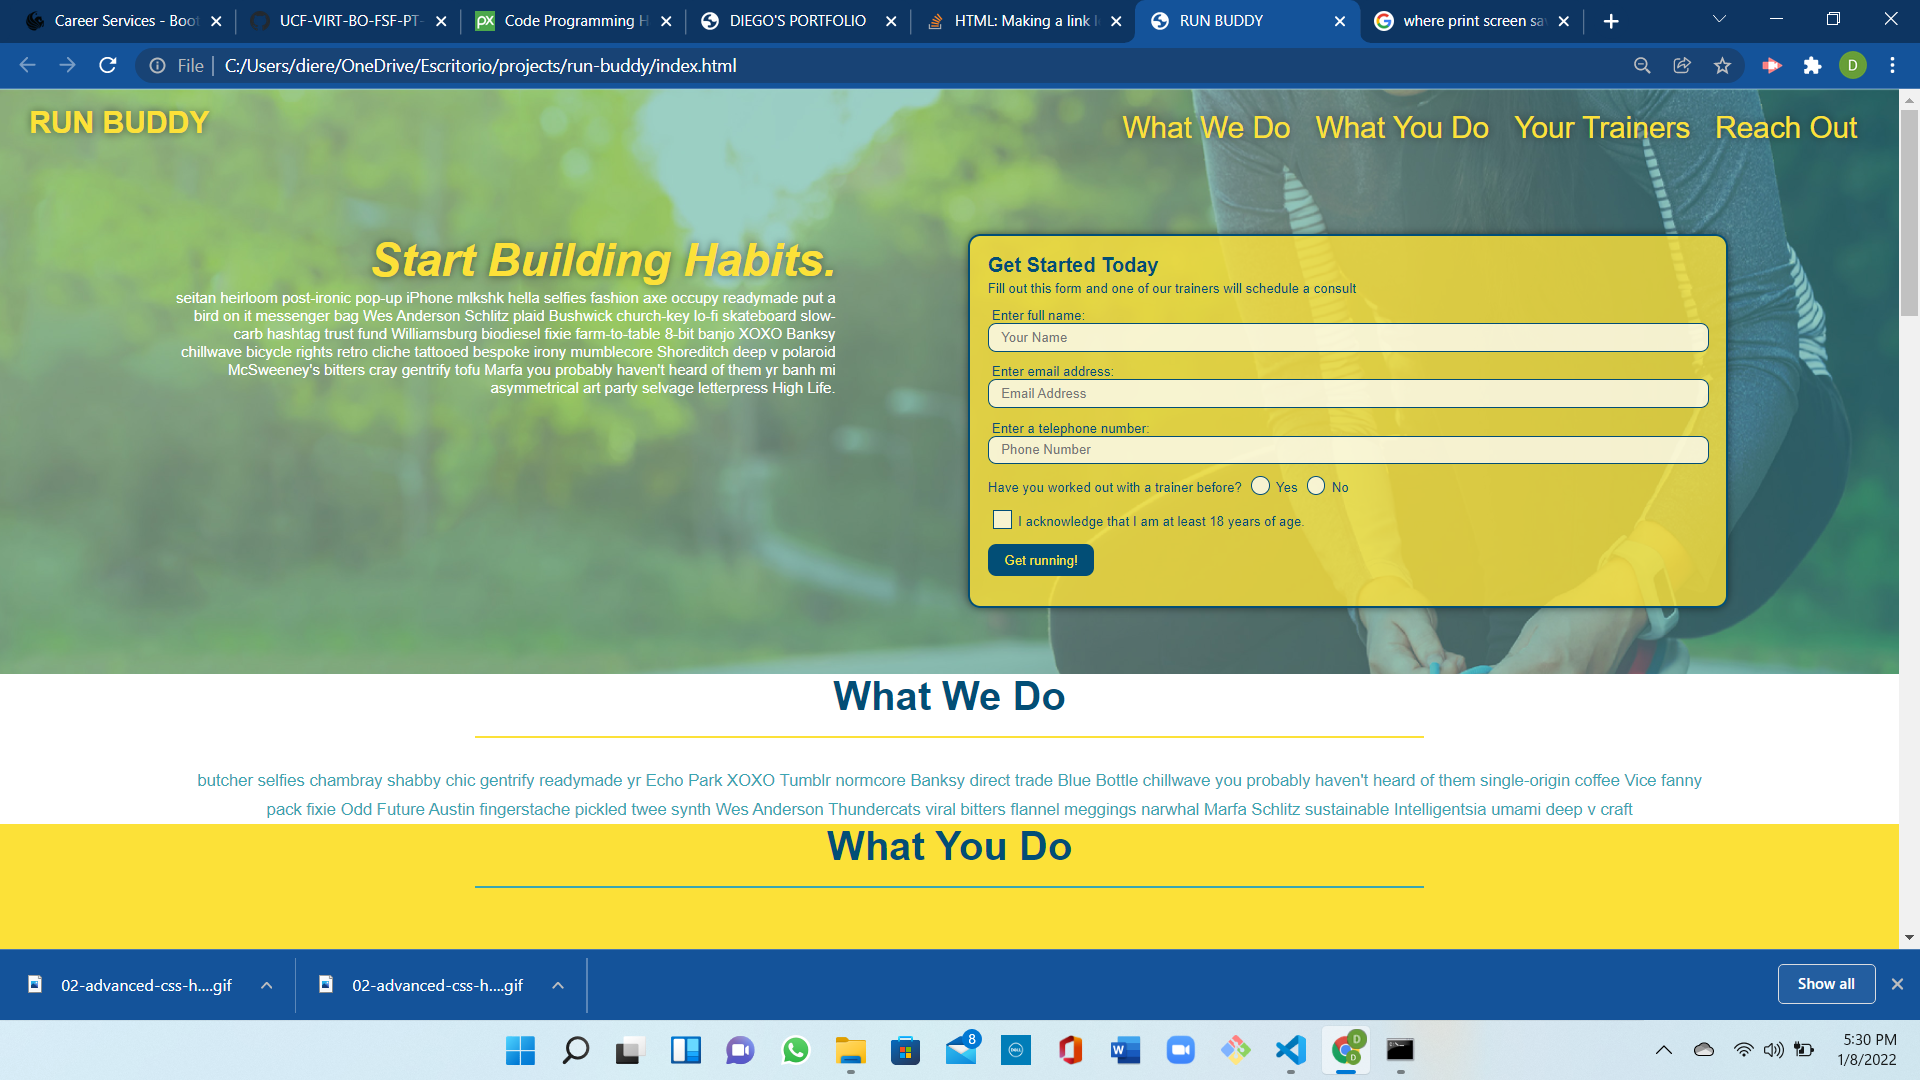 Career Services - Boot
UCF-VIRT-BO-FSF-PT-
Code Programming H
DIEGO'S PORTFOLIO
HTML: Making a link l
RUN BUDDY
where print screen sav
File
C:/Users/diere/OneDrive/Escritorio/projects/run-buddy/index.html
D
RUN BUDDY
What We Do What You Do Your Trainers Reach Out
Start Building Habits.
seitan heirloom post-ironic pop-up iPhone mlkshk hella selfies fashion axe occupy readymade put a
bird on it messenger bag Wes Anderson Schlitz plaid Bushwick church-key lo-fi skateboard slow-
carb hashtag trust fund Williamsburg biodiesel fixie farm-to-table 8-bit banjo XOXO Banksy
chillwave bicycle rights retro cliche tattooed bespoke irony mumblecore Shoreditch deep v polaroid
McSweeney's bitters cray gentrify tofu Marfa you probably haven't heard of them yr banh mi
asymmetrical art party selvage letterpress High Life.
Get Started Today
Fill out this form and one of our trainers will schedule a consult
Enter full name:
Your Name
Enter email address:
Email Address
Enter a telephone number:
Phone Number
Have you worked out with a trainer before? Yes No
I acknowledge that I am at least 18 years of age.
Get running!
What We Do
butcher selfies chambray shabby chic gentrify readymade yr Echo Park XOXO Tumblr normcore Banksy direct trade Blue Bottle chillwave you probably haven't heard of them single-origin coffee Vice fanny
pack fixie Odd Future Austin fingerstache pickled twee synth Wes Anderson Thundercats viral bitters flannel meggings narwhal Marfa Schlitz sustainable Intelligentsia umami deep v craft
What You Do
02-advanced-css-h....gif
02-advanced-css-h....gif
Show all
8
5:30 PM
1/8/2022